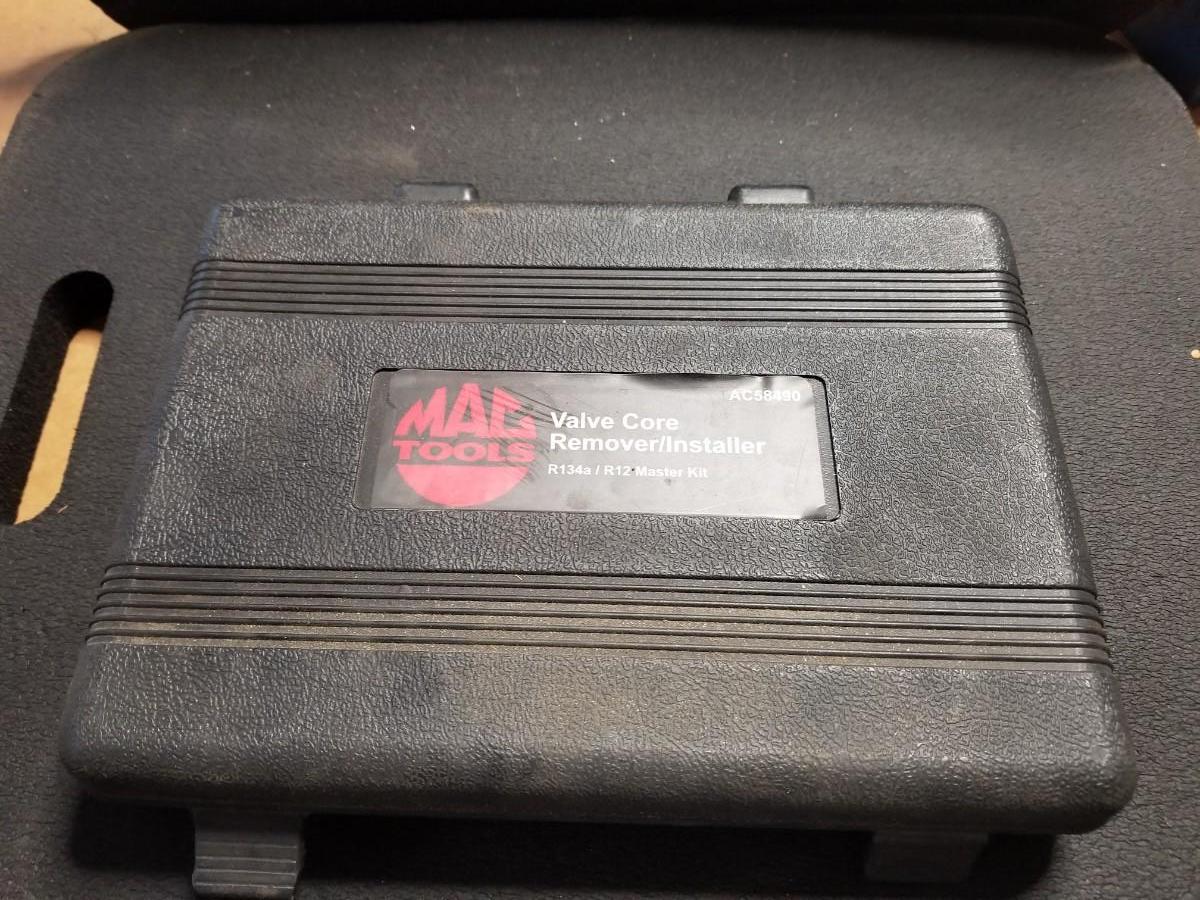 AC58490
MAC
TOOLS
Valve Core
Remover/Installer
R134a / R12 Master Kit